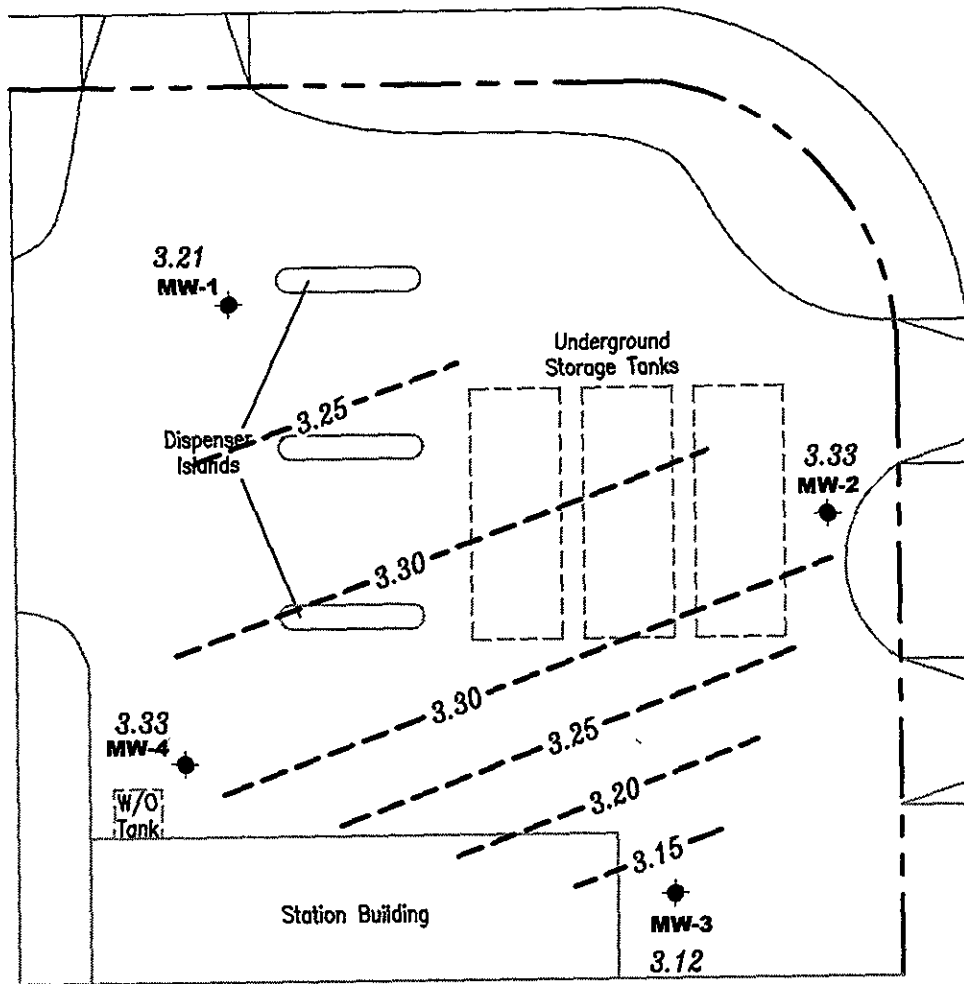 3.21
MW-1
Underground
Storage Tanks
3.25
Dispenser
Islands
3.33
MW-2
3.30
3.30
3.33
MW-4
3.25
W/O
Tank
3.20
3.15
Station Building
MW-3
3.12